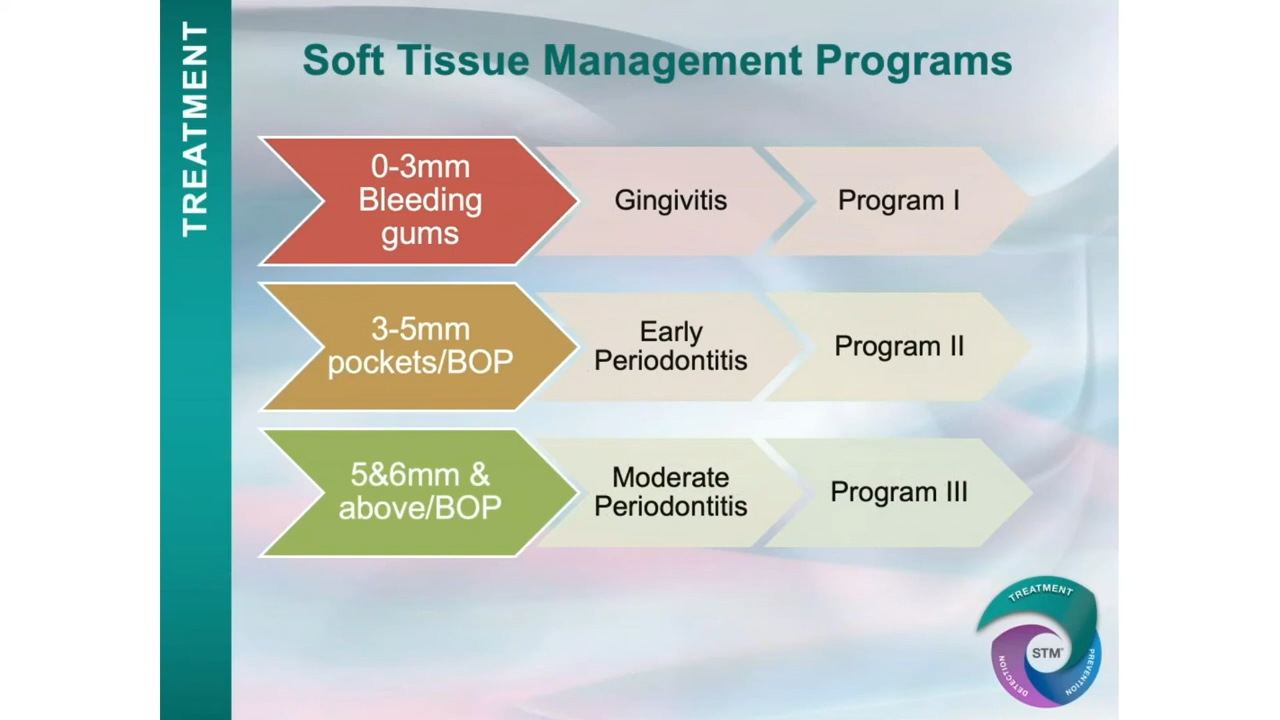 TREATMENT
Soft Tissue Management Programs
0-3mm
Bleeding
gums
Gingivitis
Program I
3-5mm
pockets/BOP
Early
Periodontitis
Program II
5&6mm &
above/BOP
Moderate
Periodontitis
Program III
TREATMENT
STM
DETECTION
PREVENTION